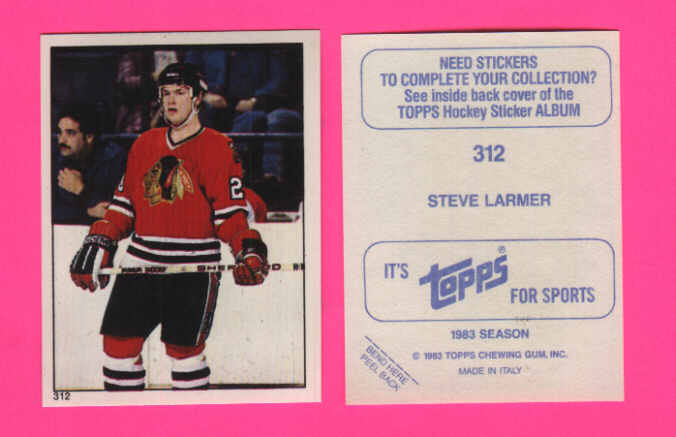 2
SHER
312
NEED STICKERS
TO COMPLETE YOUR COLLECTION?
See inside back cover of the
TOPPS Hockey Sticker ALBUM
312
STEVE LARMER
IT'S topps® FOR SPORTS
1983 SEASON
© 1983 TOPPS CHEWING GUM, INC.
MADE IN ITALY
BEND HERE
PEEL BACK